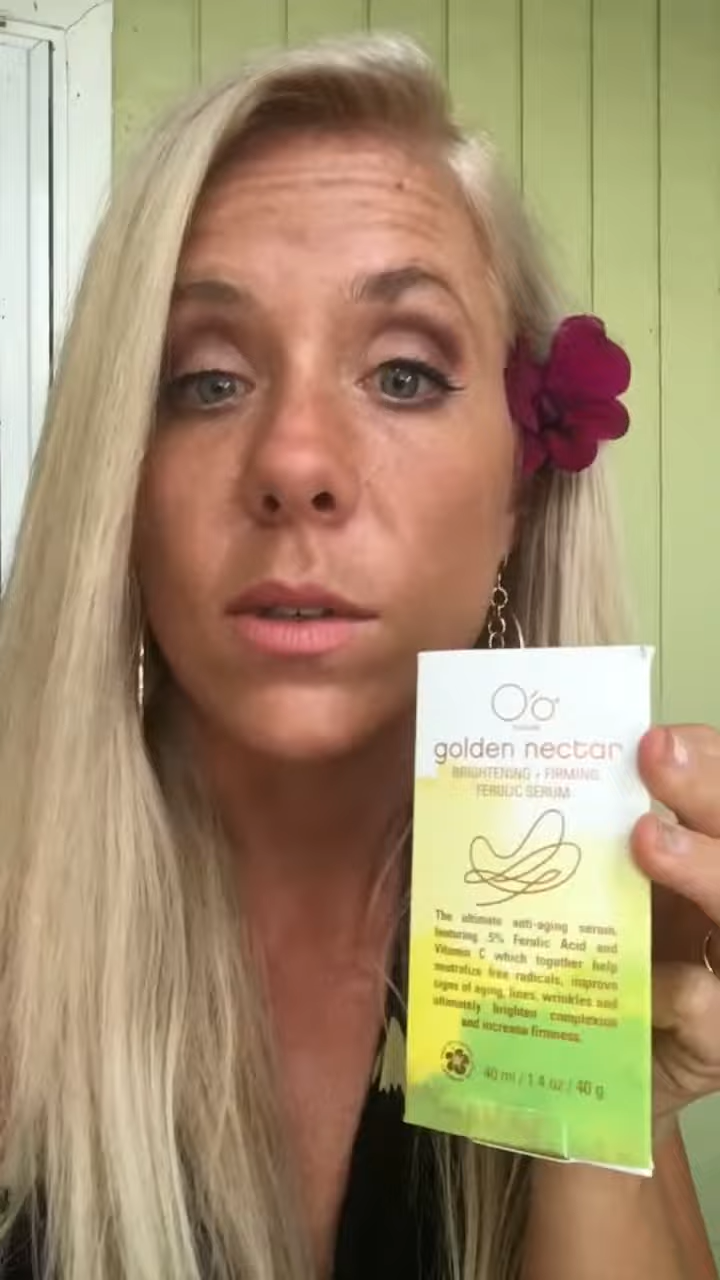 O'o
golden nectar
BRIGHTENING + FIRMING
FERULIC SERUM
The ultimate anti-aging serum,
featuring 5% Ferulic Acid and
Vitamin C which together help
neutralize free radicals, improve
signs of aging, lines, wrinkles and
ultimately brighten complexion
and increase firmness.
40 ml / 1.4 oz / 40 g